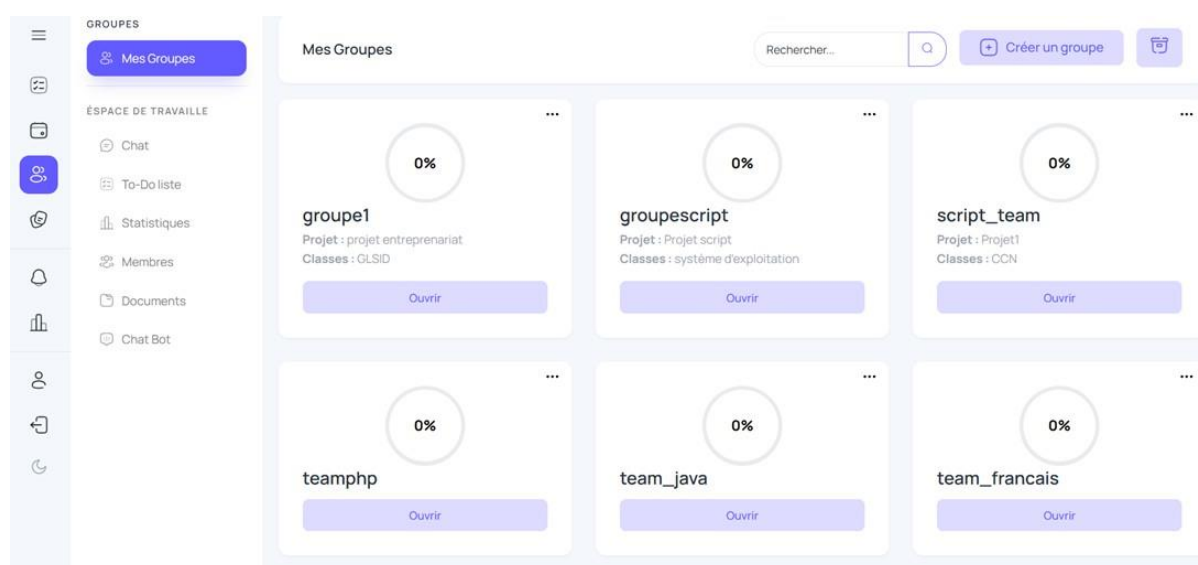 GROUPES
Mes Groupes
ÉSPACE DE TRAVAILLE
Chat
To-Do liste
Statistiques
Membres
Documents
Chat Bot
Mes Groupes
Rechercher...
Créer un groupe
0%
groupe1
Projet : projet entreprenariat
Classes : GLSID
Ouvrir
0%
groupescript
Projet : Projet script
Classes : système d'exploitation
Ouvrir
0%
script_team
Projet : Projet1
Classes : CCN
Ouvrir
0%
teamphp
Ouvrir
0%
team_java
Ouvrir
0%
team_francais
Ouvrir